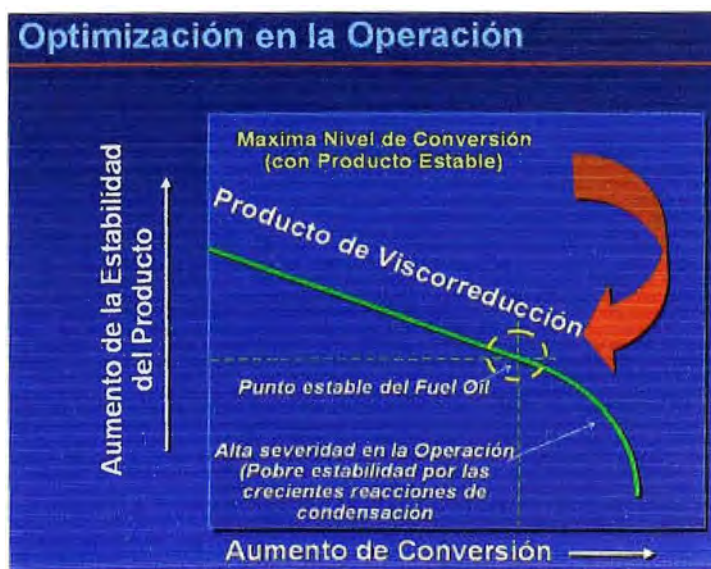 Optimización en la Operación
Maxima Nivel de Conversión
(con Producto Estable)
Producto de Viscorreducción
Aumento de la Estabilidad
del Producto
Punto estable del Fuel Oil
Alta severidad en la Operación
(Pobre estabilidad por las
crecientes reacciones de
condensación
Aumento de Conversión